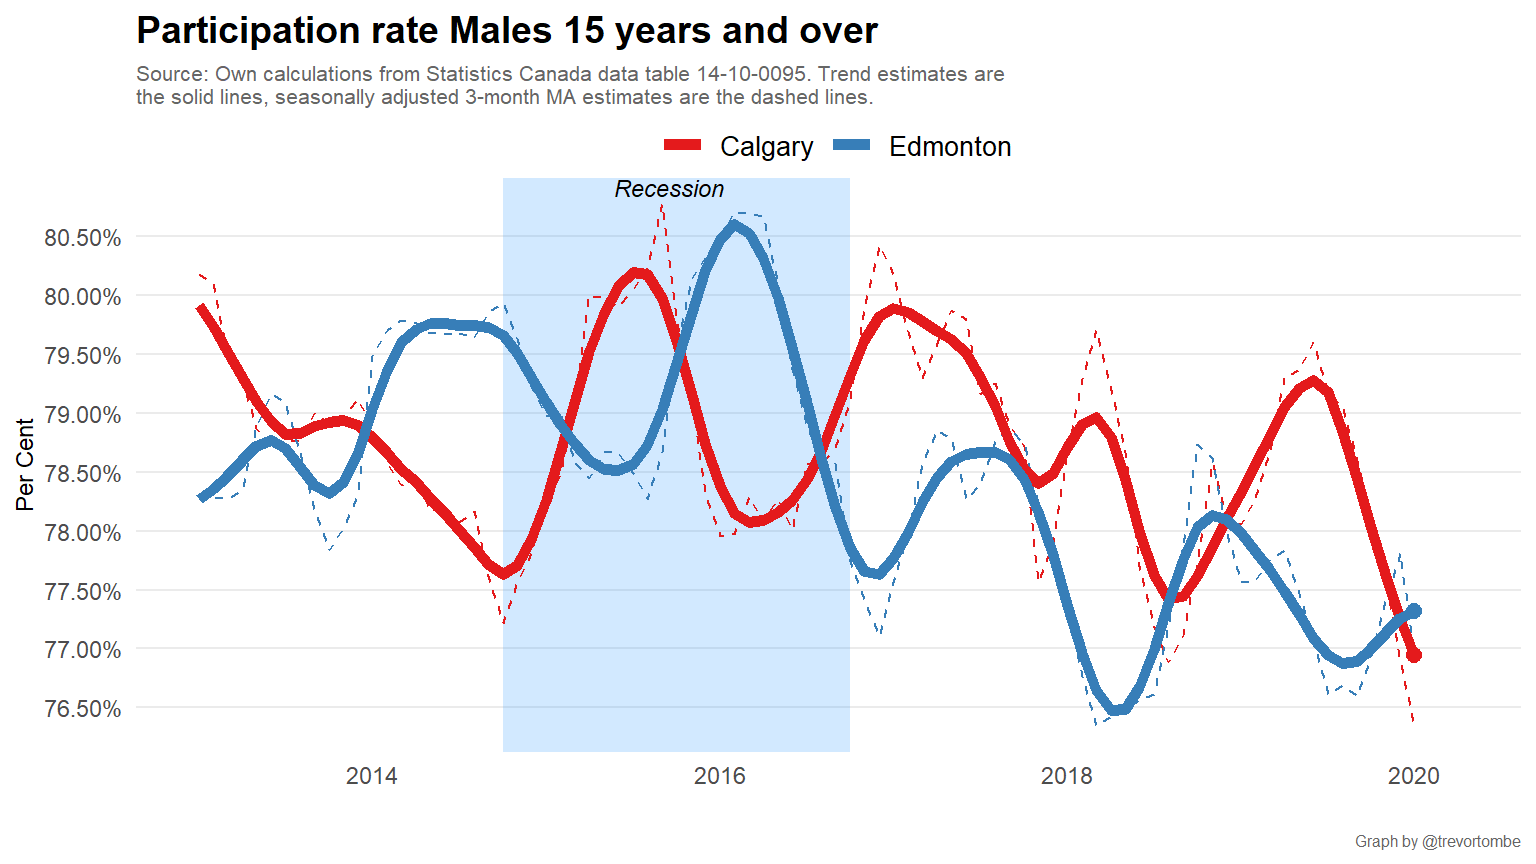 Participation rate Males 15 years and over
Source: Own calculations from Statistics Canada data table 14-10-0095. Trend estimates are
the solid lines, seasonally adjusted 3-month MA estimates are the dashed lines.
Calgary Edmonton
Recession
80.50%
80.00%
79.50%
79.00%
78.50%
78.00%
77.50%
77.00%
76.50%
Per Cent
2014 2016 2018 2020
Graph by @trevortombe